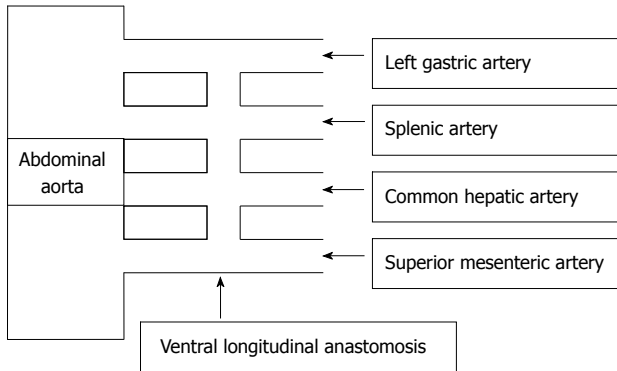 Left gastric artery
Splenic artery
Abdominal
aorta
Common hepatic artery
Superior mesenteric artery
Ventral longitudinal anastomosis